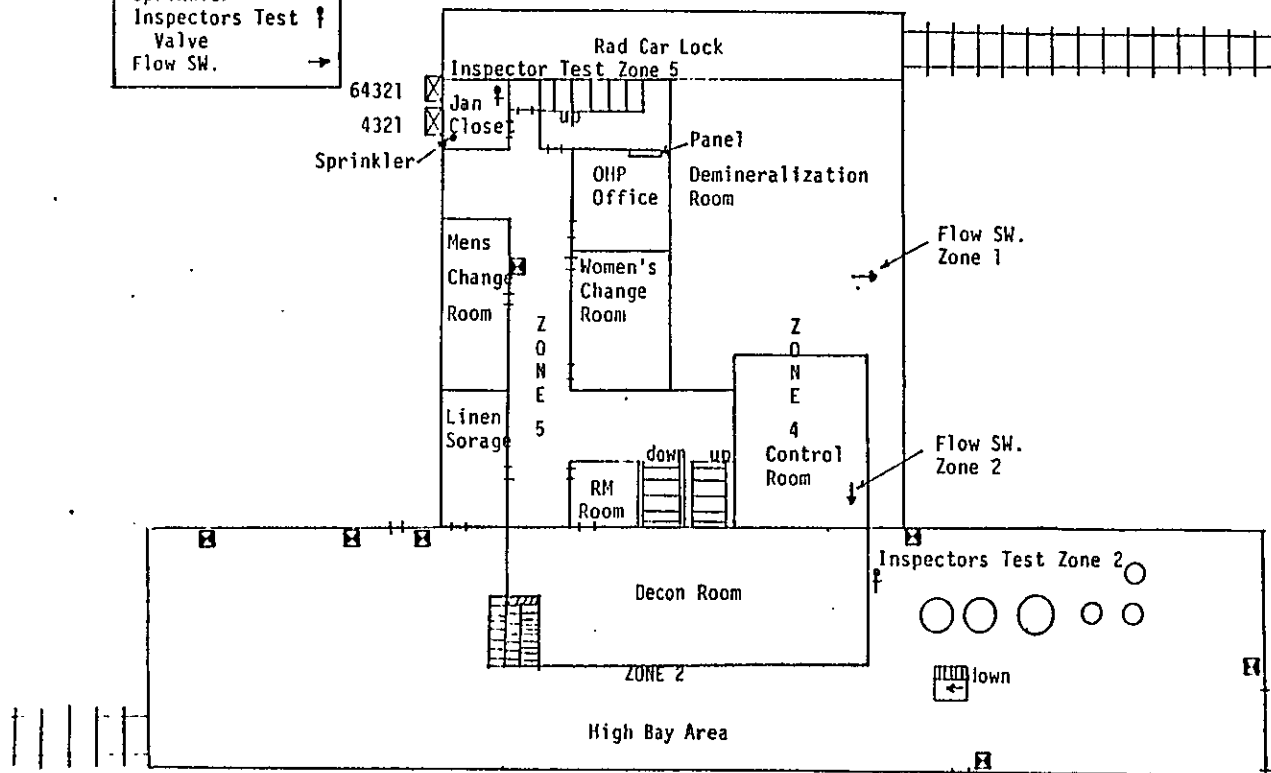 Sprinkler
Inspectors Test
Valve
Flow SW.
Rad Car Lock
Inspector Test Zone 5
64321
4321
Jan
Closet
up
Sprinkler
Panel
OHP
Office
Demineralization
Room
Mens
Change
Room
Women's
Change
Room
Flow SW.
Zone 1
ZONE 5
ZONE 4
Linen
Sorage
down
up
Control
Room
Flow SW.
Zone 2
RM
Room
Inspectors Test Zone 2
Decon Room
ZONE 2
down
High Bay Area